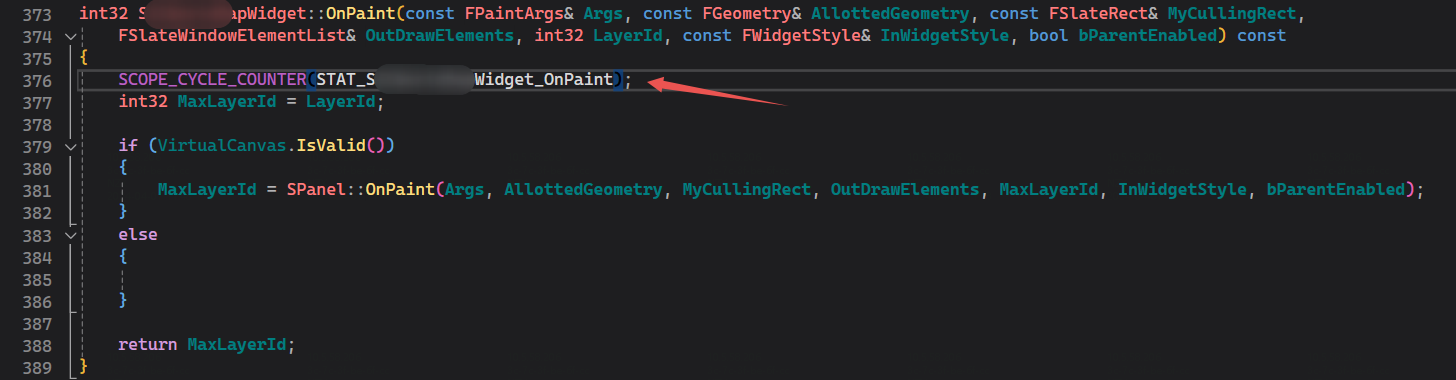 373 int32 S apWidget::OnPaint(const FPaintArgs& Args, const FGeometry& AllottedGeometry, const FSlateRect& MyCullingRect,
374 FSlateWindowElementList& OutDrawElements, int32 LayerId, const FWidgetStyle& InWidgetStyle, bool bParentEnabled) const
375 {
376 SCOPE_CYCLE_COUNTER(STAT_S Widget_OnPaint);
377 int32 MaxLayerId = LayerId;
378
379 if (VirtualCanvas.IsValid())
380 {
381 MaxLayerId = SPanel::OnPaint(Args, AllottedGeometry, MyCullingRect, OutDrawElements, MaxLayerId, InWidgetStyle, bParentEnabled);
382 }
383 else
384 {
385
386 }
387
388 return MaxLayerId;
389 }